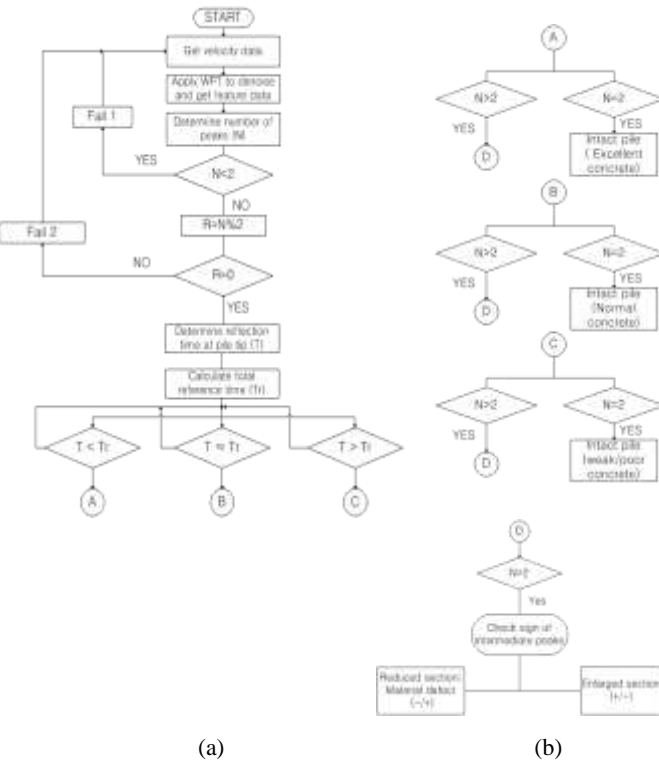 START
Get velocity data
Apply WPT to denoise
and get feature data
Fail 1
Determine number of
peaks (N)
YES
N<2
NO
R=N%2
Fail 2
NO
R=0
YES
Determine reflection
time at pile tip (T)
Calculate total
reference time (Tr)
T < Tr
T = Tr
T > Tr
A
B
C
(a)
A
N>2
N=2
YES
YES
D
Intact pile
( Excellent
concrete)
B
N>2
N=2
YES
YES
D
Intact pile
(Normal
concrete)
C
N>2
N=2
YES
YES
D
Intact pile
(weak/poor
concrete)
D
Yes
Check sign of
intermediate peaks
Reduced section:
Material defect
(−/+)
Enlarged section:
(+/−)
(b)